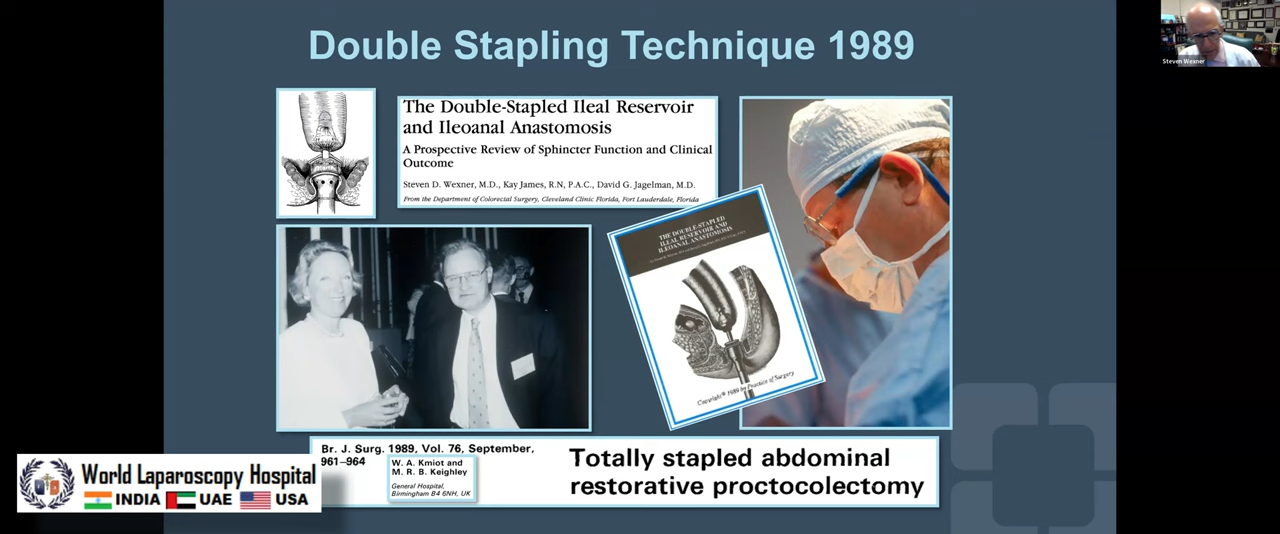 Double Stapling Technique 1989
Steven Wexner
The Double-Stapled Ileal Reservoir
and Ileoanal Anastomosis
A Prospective Review of Sphincter Function and Clinical
Outcome
Steven D. Wexner, M.D., Kay James, R.N, P.A.C., David G. Jagelman, M.D.
From the Department of Colorectal Surgery, Cleveland Clinic Florida, Fort Lauderdale, Florida
THE DOUBLE-STAPLED
ILEAL RESERVOIR AND
ILEOANAL ANASTOMOSIS
Copyright® 1989 by Practice of Surgery
Br. J. Surg. 1989, Vol. 76, September,
961–964
W. A. Kmiot and
M. R. B. Keighley
General Hospital,
Birmingham B4 6NH, UK
Totally stapled abdominal
restorative proctocolectomy
World Laparoscopy Hospital
INDIA UAE USA